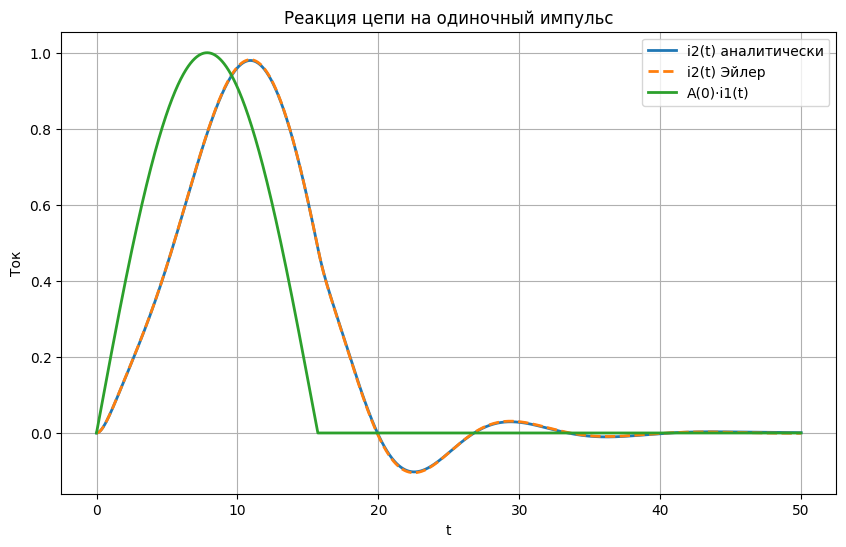 Реакция цепи на одиночный импульс
i2(t) аналитически
i2(t) Эйлер
A(0)·i1(t)
Ток
1.0
0.8
0.6
0.4
0.2
0.0
0 10 20 30 40 50
t